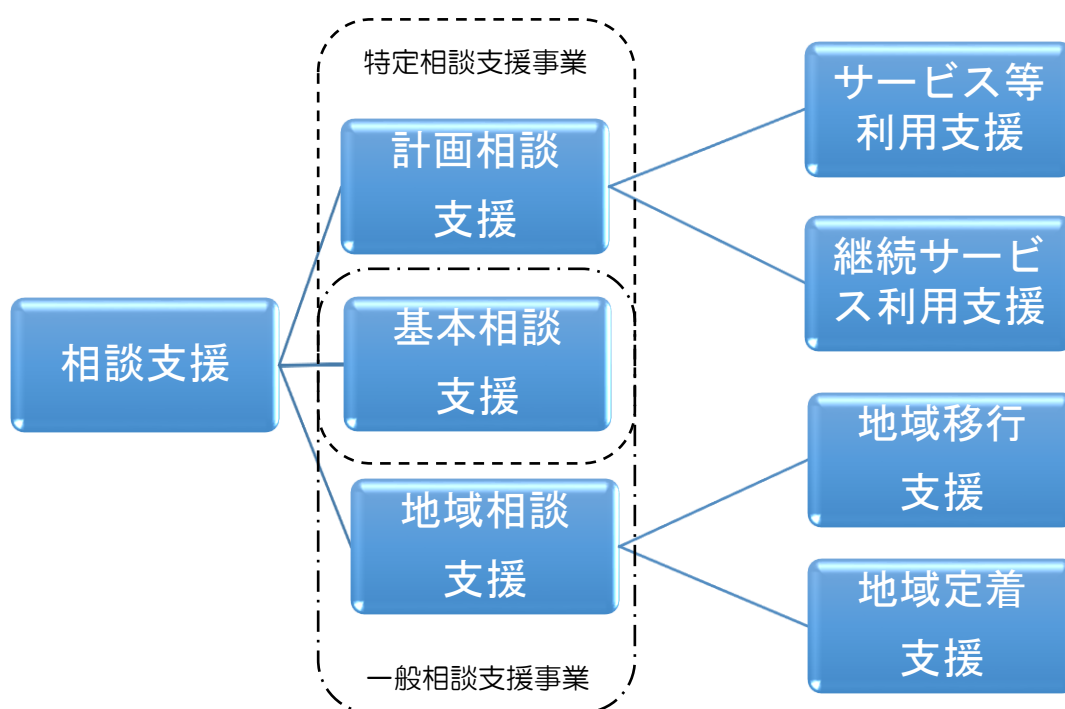 特定相談支援事業
計画相談
支援
サービス等
利用支援
継続サービ
ス利用支援
相談支援
基本相談
支援
地域相談
支援
地域移行
支援
地域定着
支援
一般相談支援事業